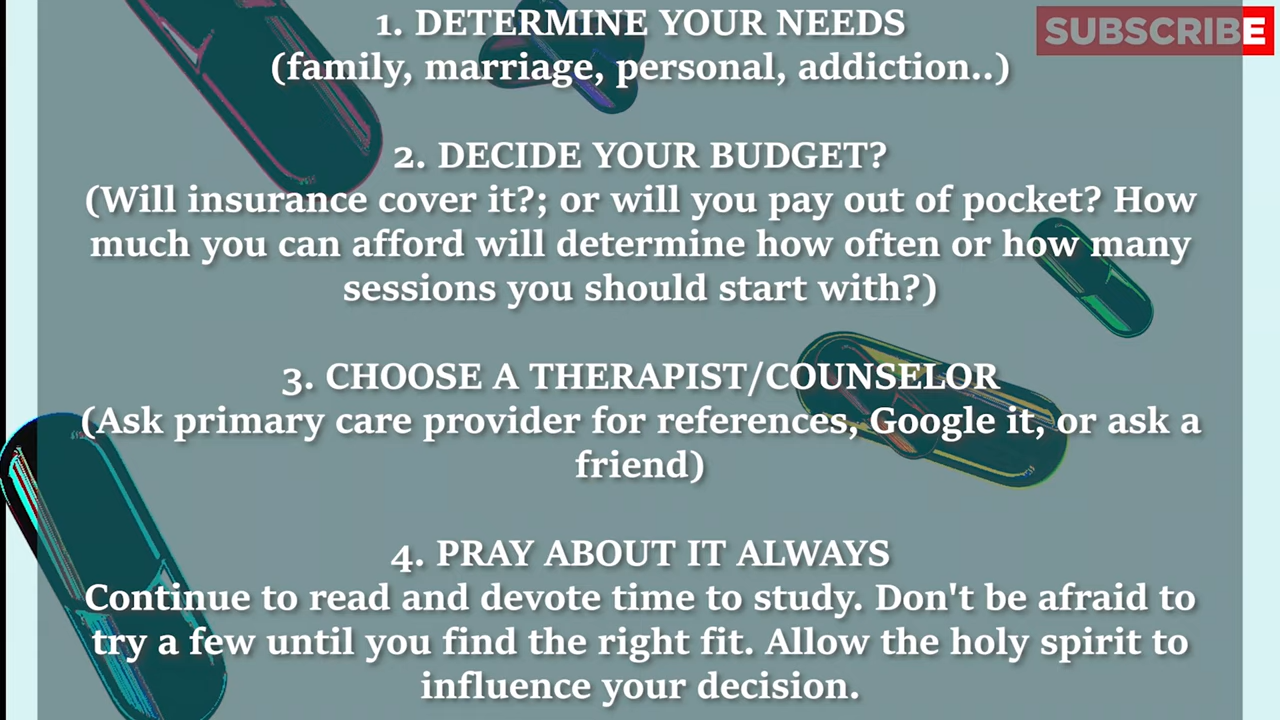 1. DETERMINE YOUR NEEDS
SUBSCRIBE
(family, marriage, personal, addiction..)
2. DECIDE YOUR BUDGET?
(Will insurance cover it?; or will you pay out of pocket? How
much you can afford will determine how often or how many
sessions you should start with?)
3. CHOOSE A THERAPIST/COUNSELOR
(Ask primary care provider for references, Google it, or ask a
friend)
4. PRAY ABOUT IT ALWAYS
Continue to read and devote time to study. Don't be afraid to
try a few until you find the right fit. Allow the holy spirit to
influence your decision.